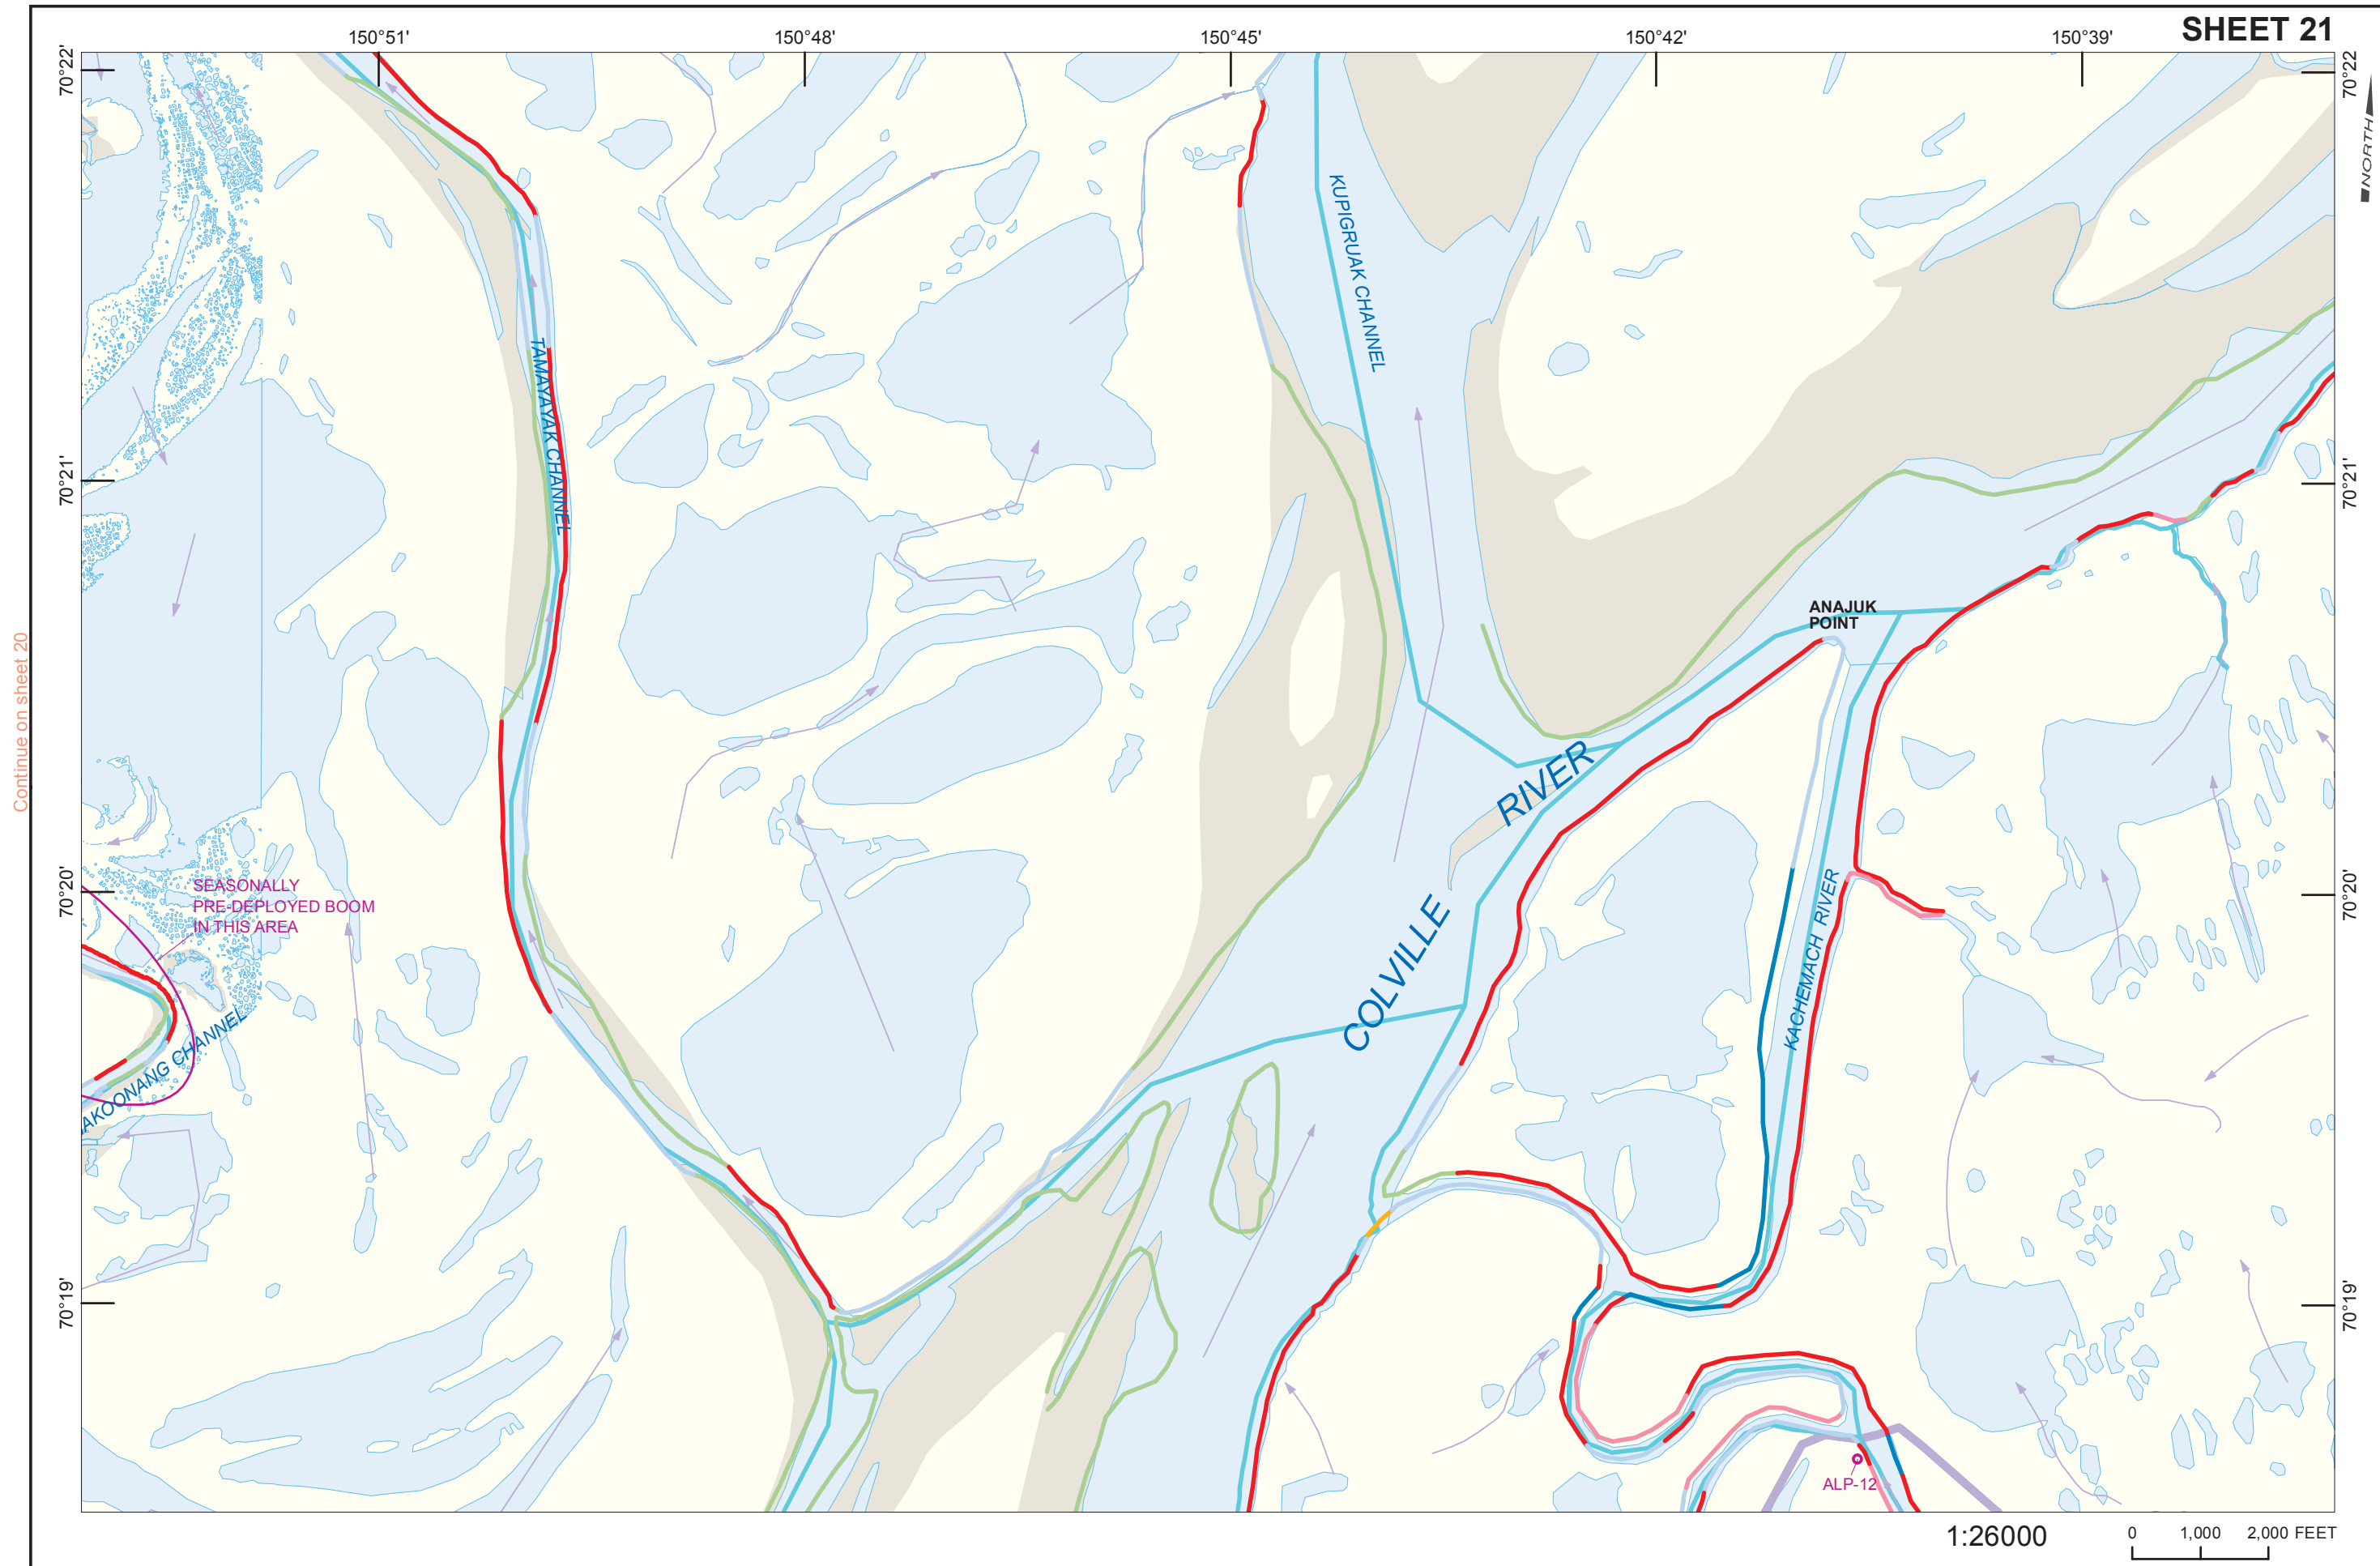 SHEET 21
150°51'
150°48'
150°45'
150°42'
150°39'
70°22'
70°22
NORTH
KUPIGRUAK CHANNEL
TAMAYAYAK CHANNEL
70°21'
70°21'
ANAJUK
POINT
Continue on sheet 20
RIVER
COLVILLE
70°20'
70°20'
SEASONALLY
PRE-DEPLOYED BOOM
IN THIS AREA
KACHEMACH RIVER
AKOONANG CHANNEL
70°19'
70°19'
ALP-12
1:26000
0 1,000 2,000 FEET